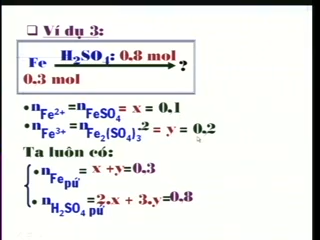 ❑ Ví dụ 3:
H₂SO₄: 0.8 mol
Fe ?
0.3 mol
•nFe²⁺ =nFeSO₄ = x = 0.1
•nFe³⁺ =nFe₂(SO₄)₃.2 = y = 0.2
Ta luôn có:
•nFe pứ = x +y=0.3
• nH₂SO₄ pứ =2.x + 3.y=0.8